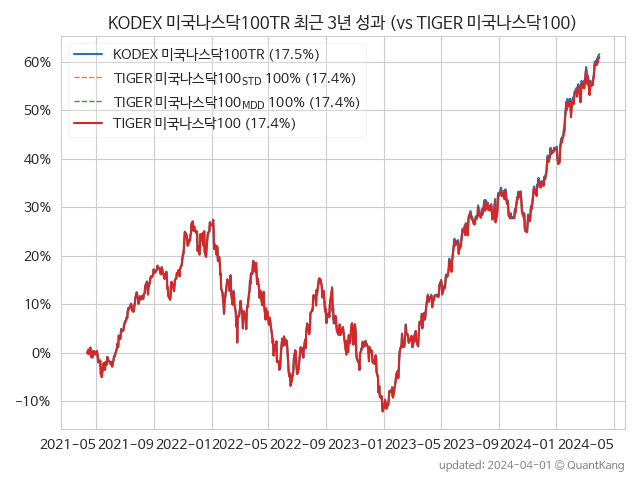 KODEX 미국나스닥100TR 최근 3년 성과 (vs TIGER 미국나스닥100)
KODEX 미국나스닥100TR (17.5%)
TIGER 미국나스닥100STD 100% (17.4%)
TIGER 미국나스닥100MDD 100% (17.4%)
TIGER 미국나스닥100 (17.4%)
60%
50%
40%
30%
20%
10%
0%
−10%
2021−05 2021−09 2022−01 2022−05 2022−09 2023−01 2023−05 2023−09 2024−01 2024−05
updated: 2024-04-01 © QuantKang